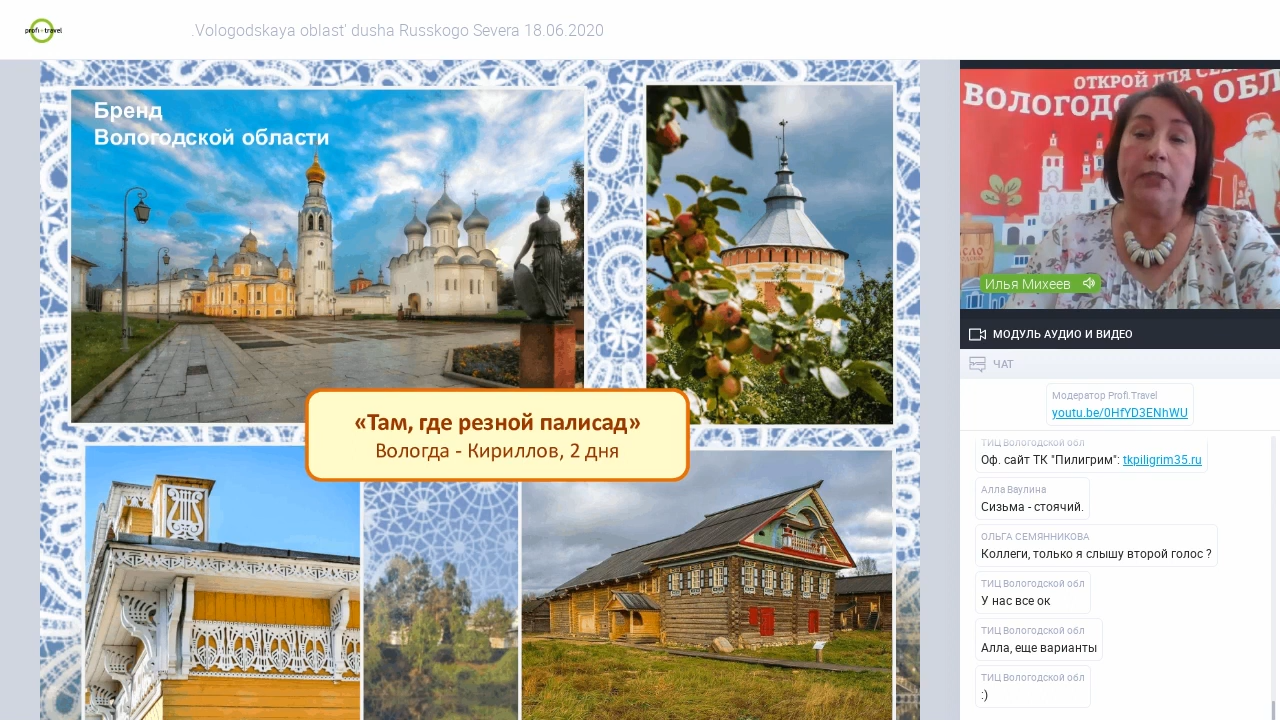 profi travel
.Vologodskaya oblast' dusha Russkogo Severa 18.06.2020
Бренд
Вологодской области
«Там, где резной палисад»
Вологда - Кириллов, 2 дня
ОТКРОЙ ДЛЯ
ВОЛОГОД
Илья Михеев
МОДУЛЬ АУДИО И ВИДЕО
ЧАТ
Модератор Profi.Travel
youtu.be/0HfYD3ENhWU
ТИЦ Вологодской обл
Оф. сайт ТК "Пилигрим": tkpiligrim35.ru
Алла Ваулина
Сизьма - стоячий.
ОЛЬГА СЕМЯННИКОВА
Коллеги, только я слышу второй голос ?
ТИЦ Вологодской обл
У нас все ок
ТИЦ Вологодской обл
Алла, еще варианты
ТИЦ Вологодской обл
:)